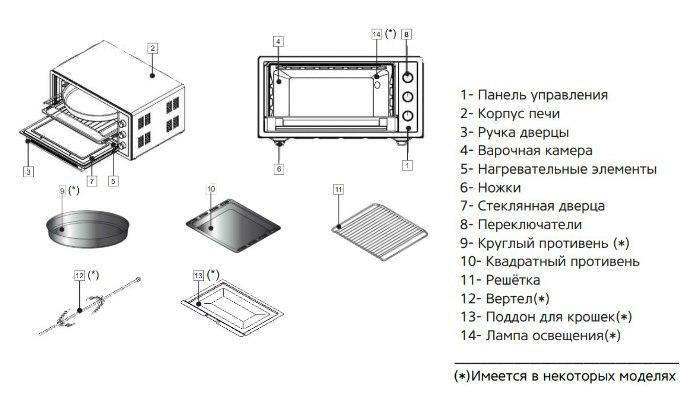 2
4
14 (*)
8
3
7
5
6
1
9 (*)
10
11
12 (*)
13 (*)
1- Панель управления
2- Корпус печи
3- Ручка дверцы
4- Варочная камера
5- Нагревательные элементы
6- Ножки
7- Стеклянная дверца
8- Переключатели
9- Круглый противень (*)
10- Квадратный противень
11- Решётка
12- Вертел(*)
13- Поддон для крошек(*)
14- Лампа освещения(*)
(*)Имеется в некоторых моделях